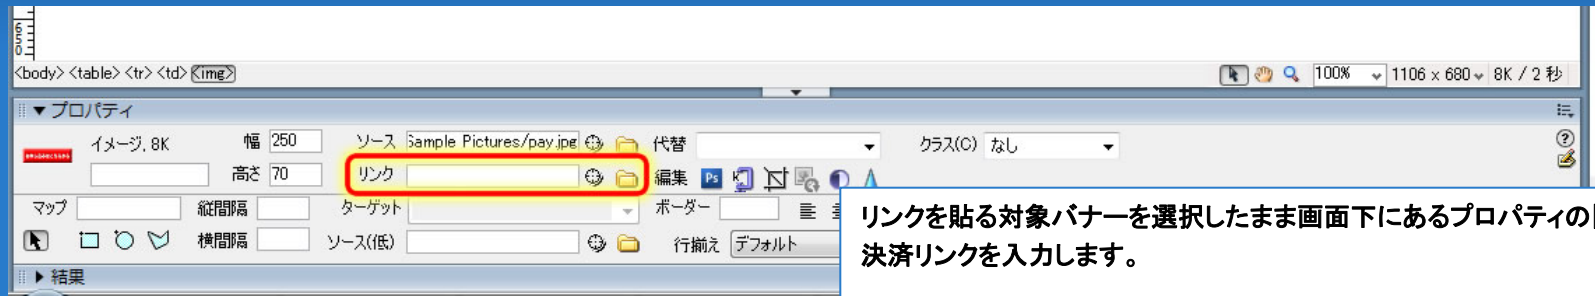 650
<body> <table> <tr> <td> <img>
100% 1106 × 680 8K / 2 秒
▼ プロパティ
イメージ, 8K 幅 250 ソース Sample Pictures/pay.jpg 代替 クラス(C) なし
高さ 70 リンク 編集 Ps
マップ 縦間隔 ターゲット ボーダー
横間隔 ソース(低) 行揃え デフォルト
▶ 結果
リンクを貼る対象バナーを選択したまま画面下にあるプロパティの
決済リンクを入力します。